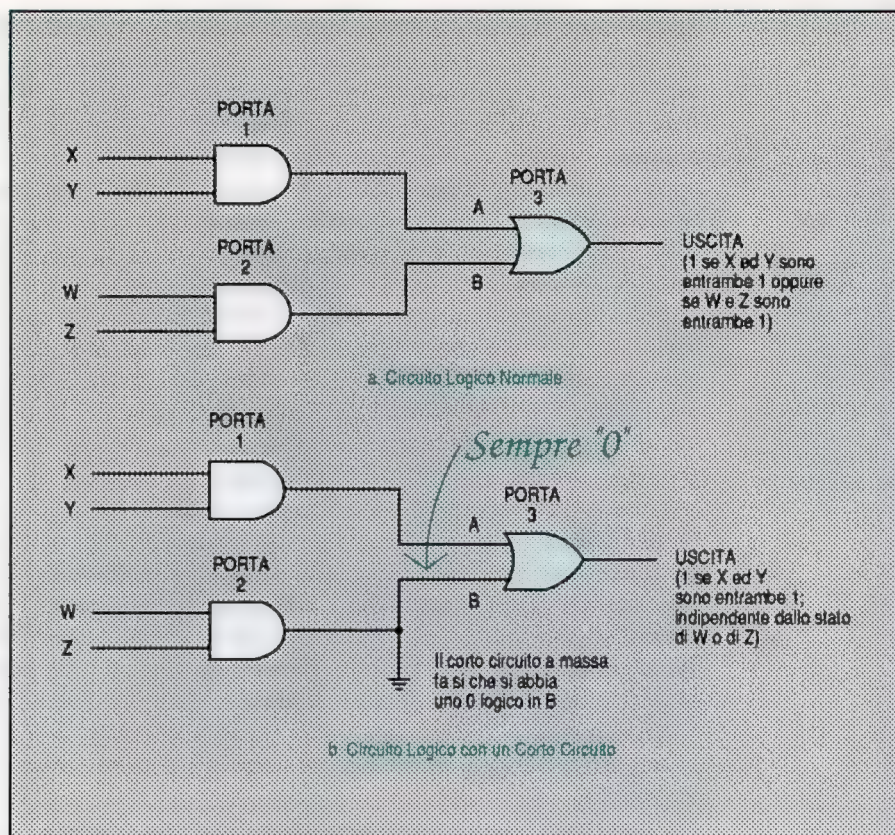 PORTA
1
X
Y
PORTA
2
W
Z
A
B
PORTA
3
USCITA
(1 se X ed Y sono
entrambe 1 oppure
se W e Z sono
entrambe 1)
a. Circuito Logico Normale
PORTA
1
X
Y
Sempre "0"
PORTA
2
W
Z
A
B
PORTA
3
USCITA
(1 se X ed Y
sono entrambe 1;
indipendente dallo stato
di W o di Z)
Il corto circuito a massa
fa si che si abbia
uno 0 logico in B
b. Circuito Logico con un Corto Circuito